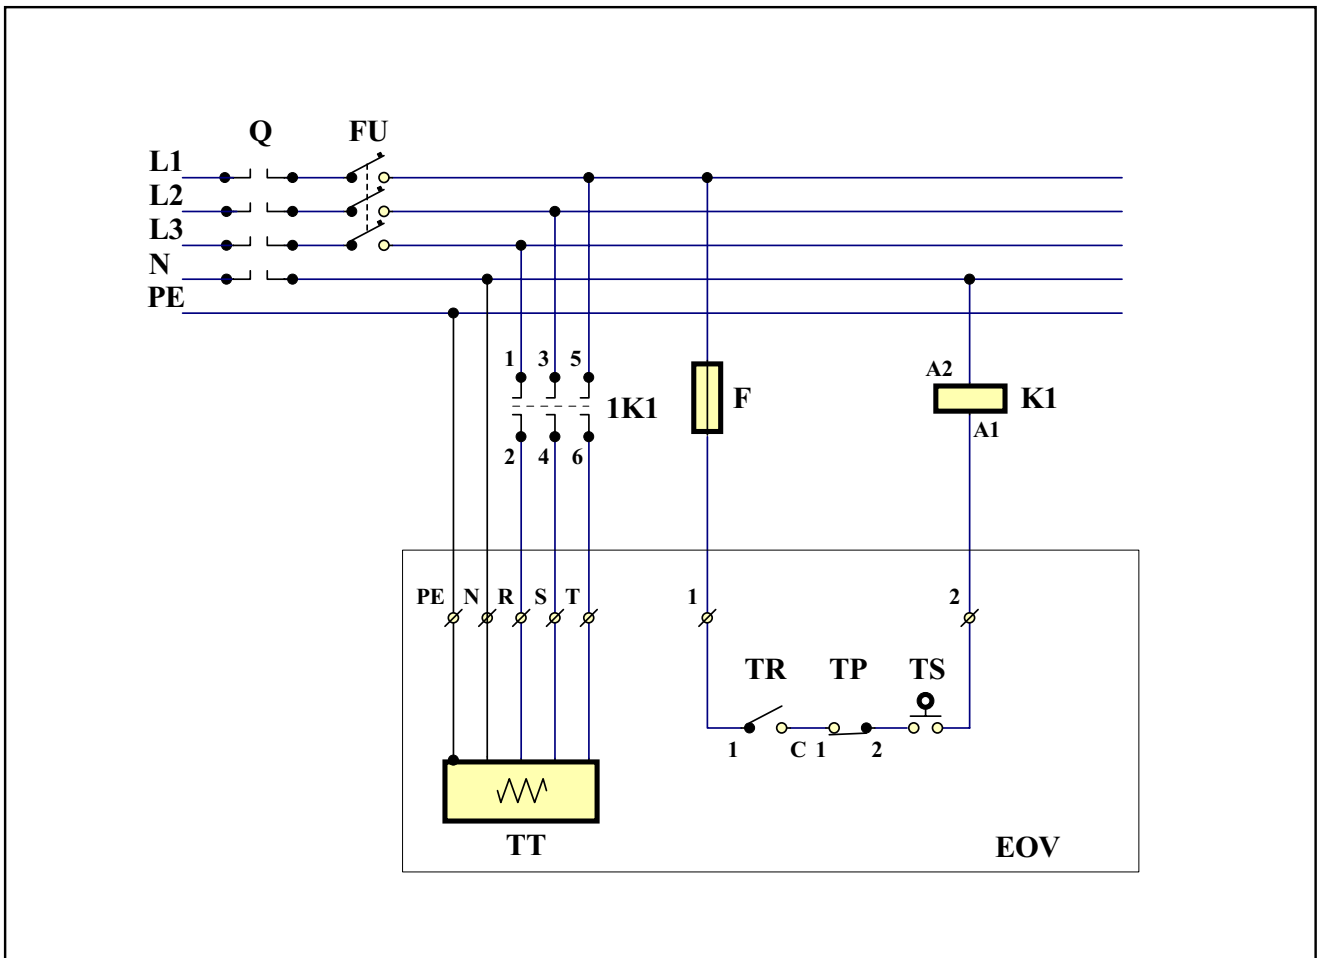 Q FU
L1
L2
L3
N
PE
1 3 5
A2
1K1 F K1
A1
2 4 6
PE N R S T 1 2
TR TP TS
1 C 1 2
TT EOV